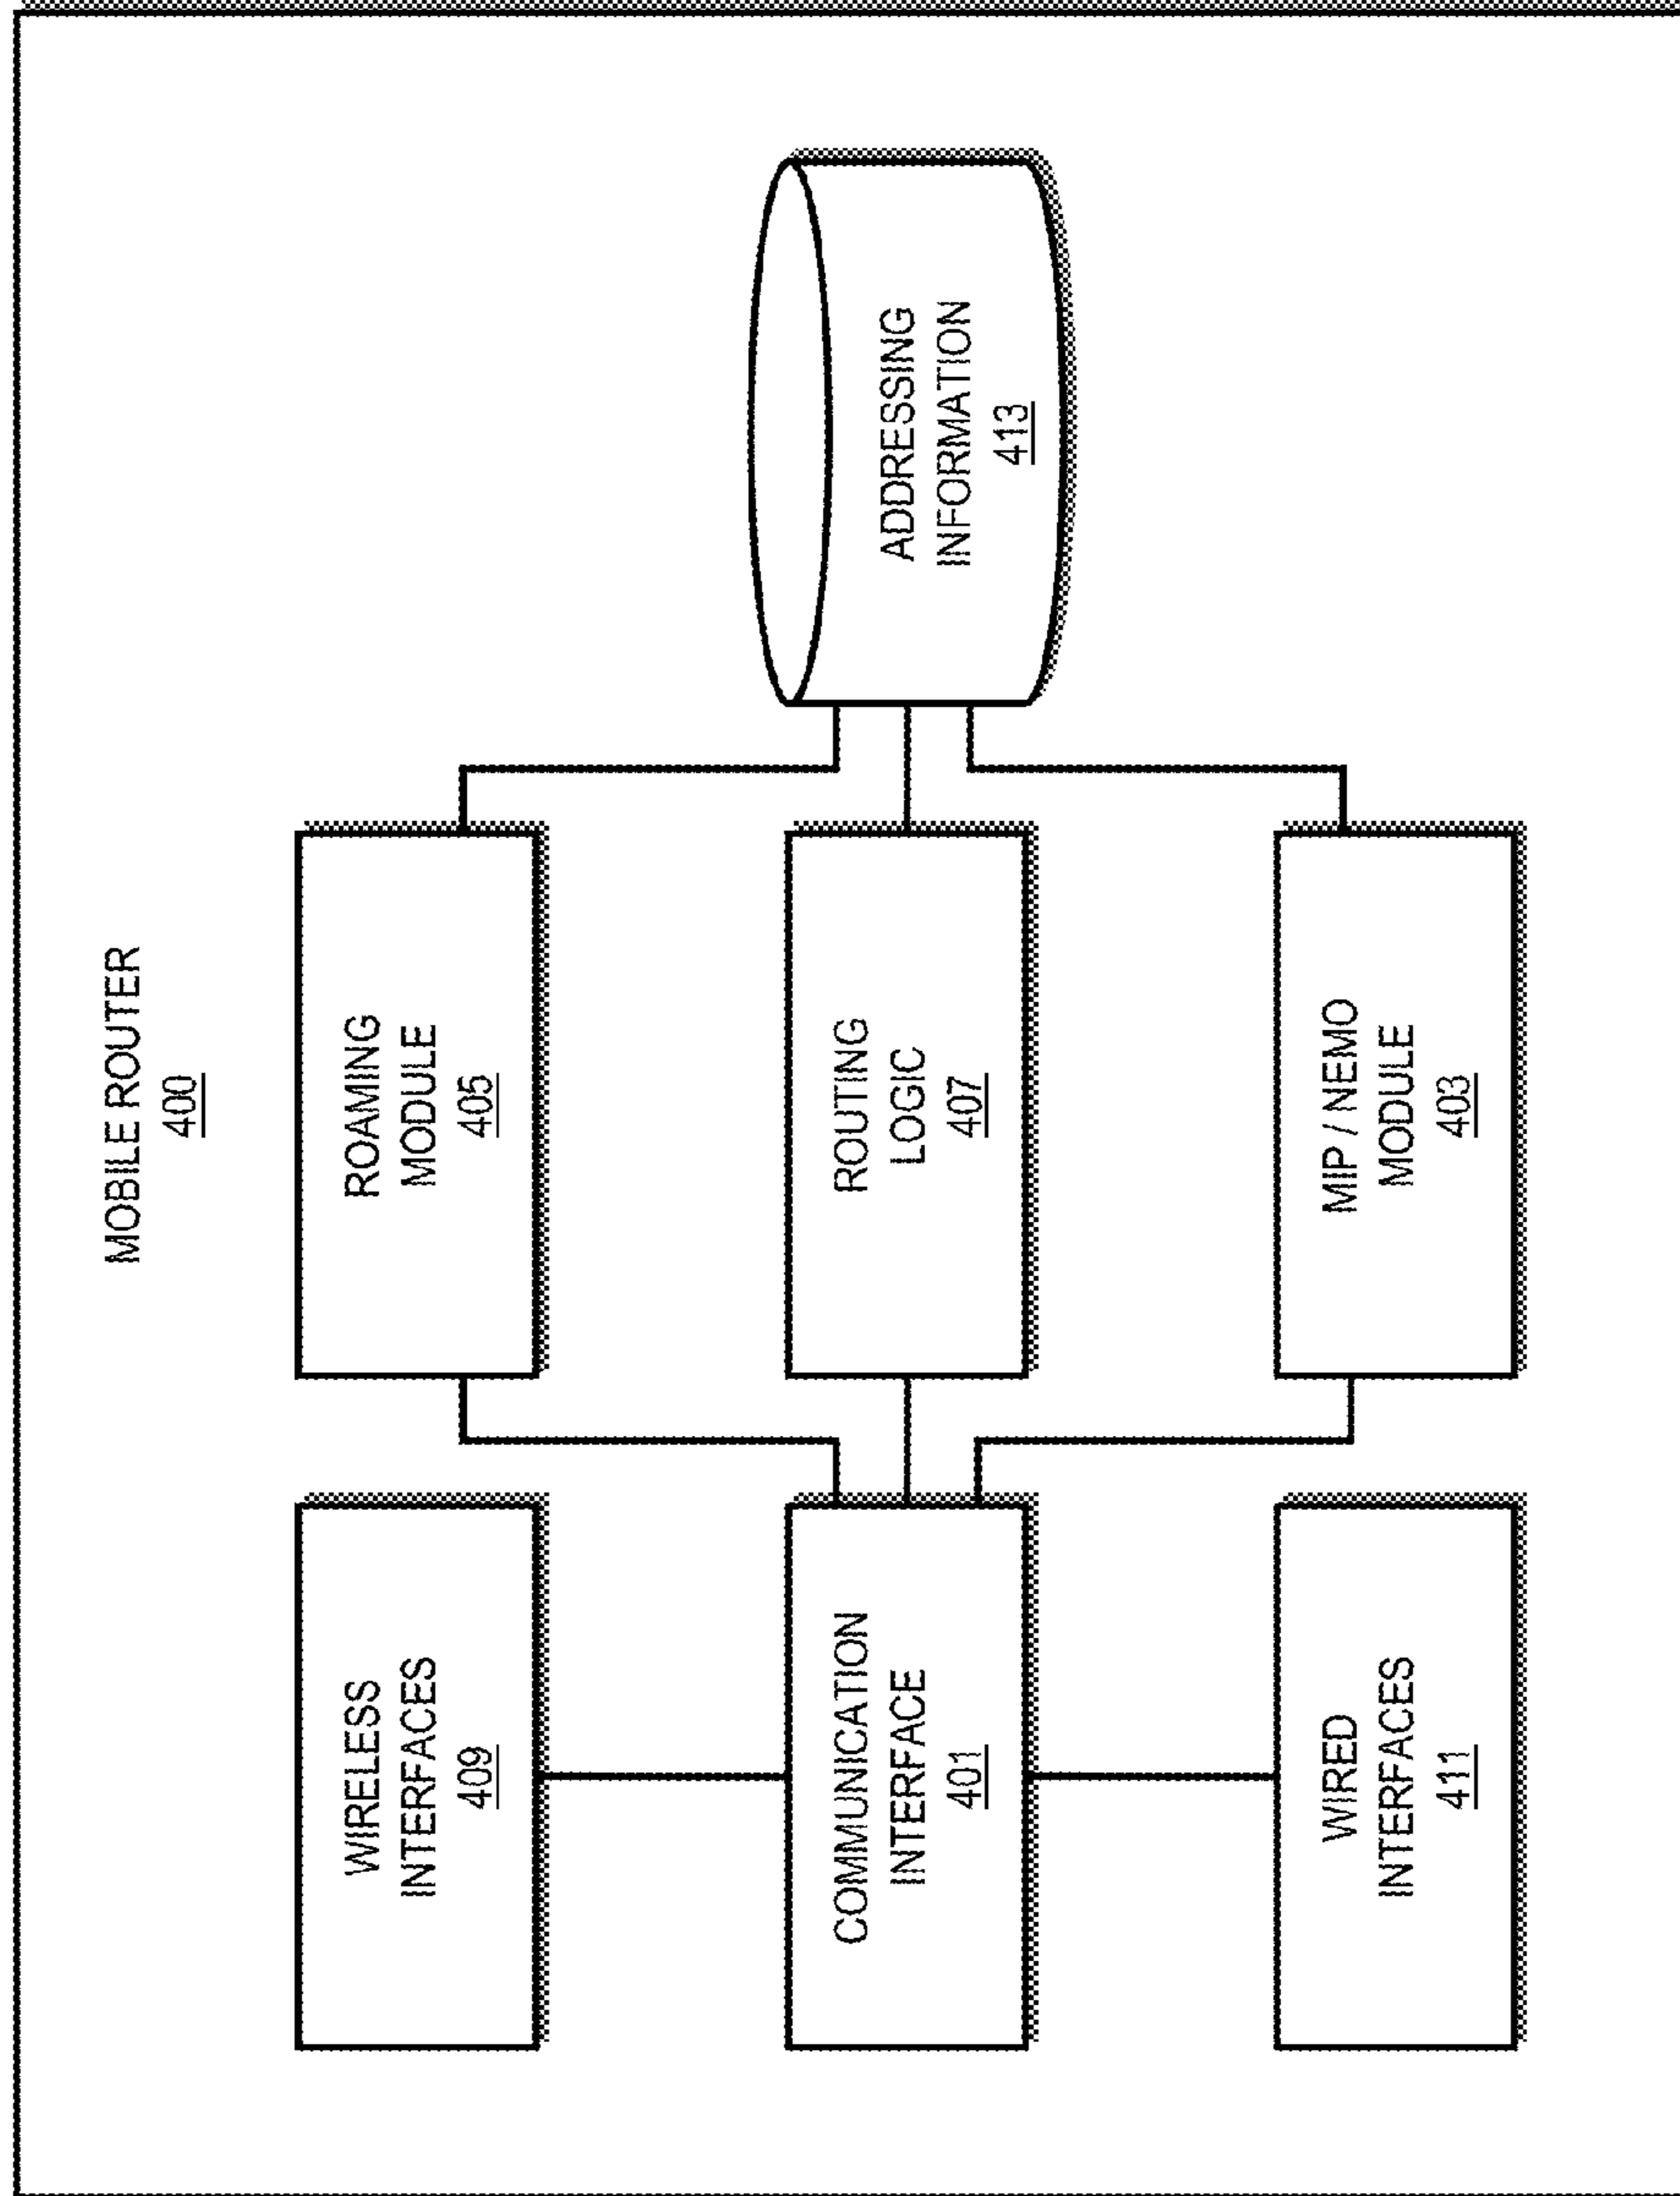 MOBILE ROUTER
400
WIRELESS
INTERFACES
409
ROAMING
MODULE
405
COMMUNICATION
INTERFACE
401
ROUTING
LOGIC
407
ADDRESSING
INFORMATION
413
WIRED
INTERFACES
411
MIP / NEMO
MODULE
403